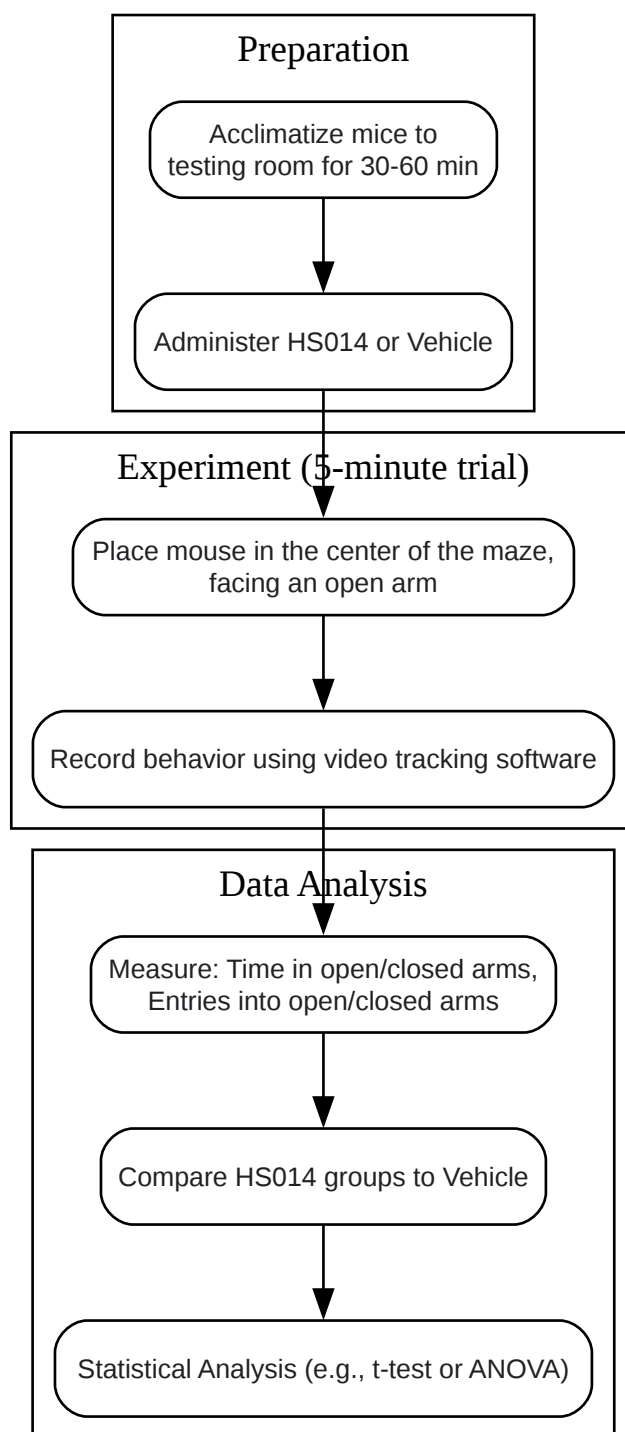 Preparation
Acclimatize mice to
testing room for 30-60 min
Administer HS014 or Vehicle
Experiment (5-minute trial)
Place mouse in the center of the maze,
facing an open arm
Record behavior using video tracking software
Data Analysis
Measure: Time in open/closed arms,
Entries into open/closed arms
Compare HS014 groups to Vehicle
Statistical Analysis (e.g., t-test or ANOVA)